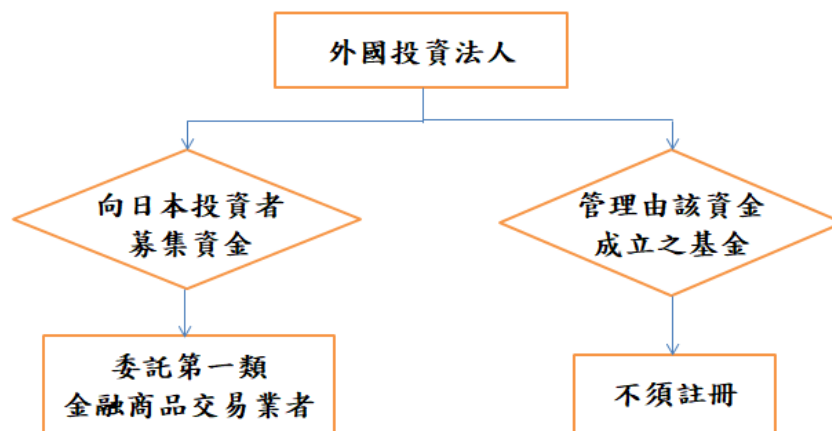 外國投資法人
向日本投資者
募集資金
管理由該資金
成立之基金
委託第一類
金融商品交易業者
不須註冊